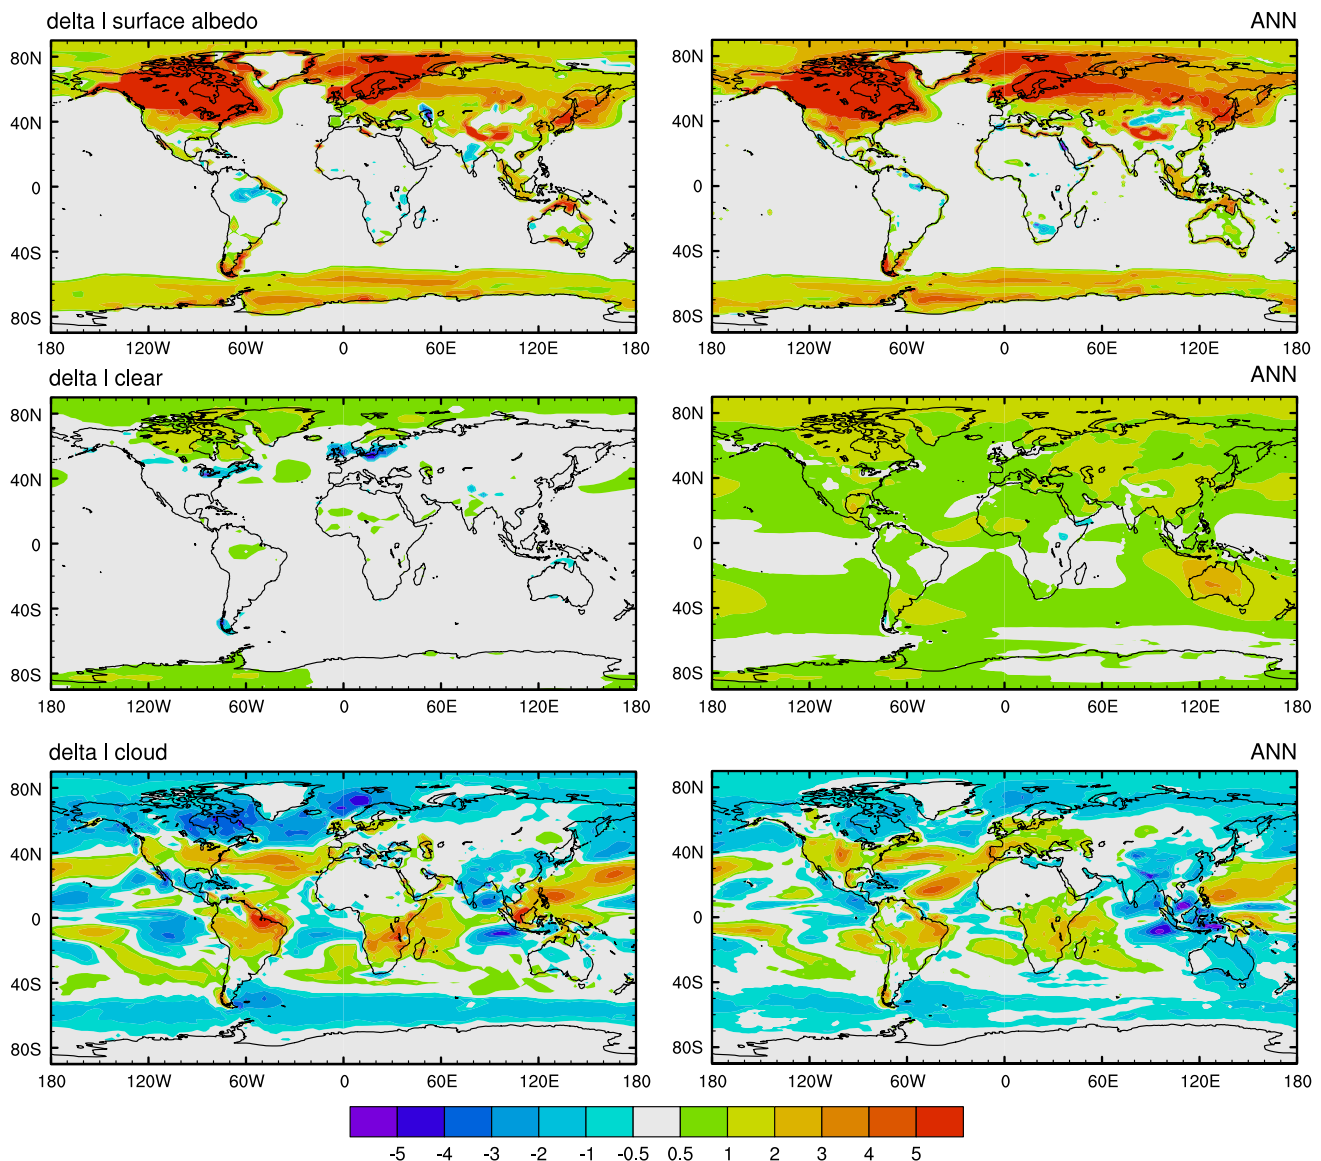 delta I surface albedo ANN
80N 80N
40N 40N
0 0
40S 40S
80S 80S
180 120W 60W 0 60E 120E 180 180 120W 60W 0 60E 120E 180
delta I clear ANN
80N 80N
40N 40N
0 0
40S 40S
80S 80S
180 120W 60W 0 60E 120E 180 180 120W 60W 0 60E 120E 180
delta I cloud ANN
80N 80N
40N 40N
0 0
40S 40S
80S 80S
180 120W 60W 0 60E 120E 180 180 120W 60W 0 60E 120E 180
-5 -4 -3 -2 -1 -0.5 0.5 1 2 3 4 5